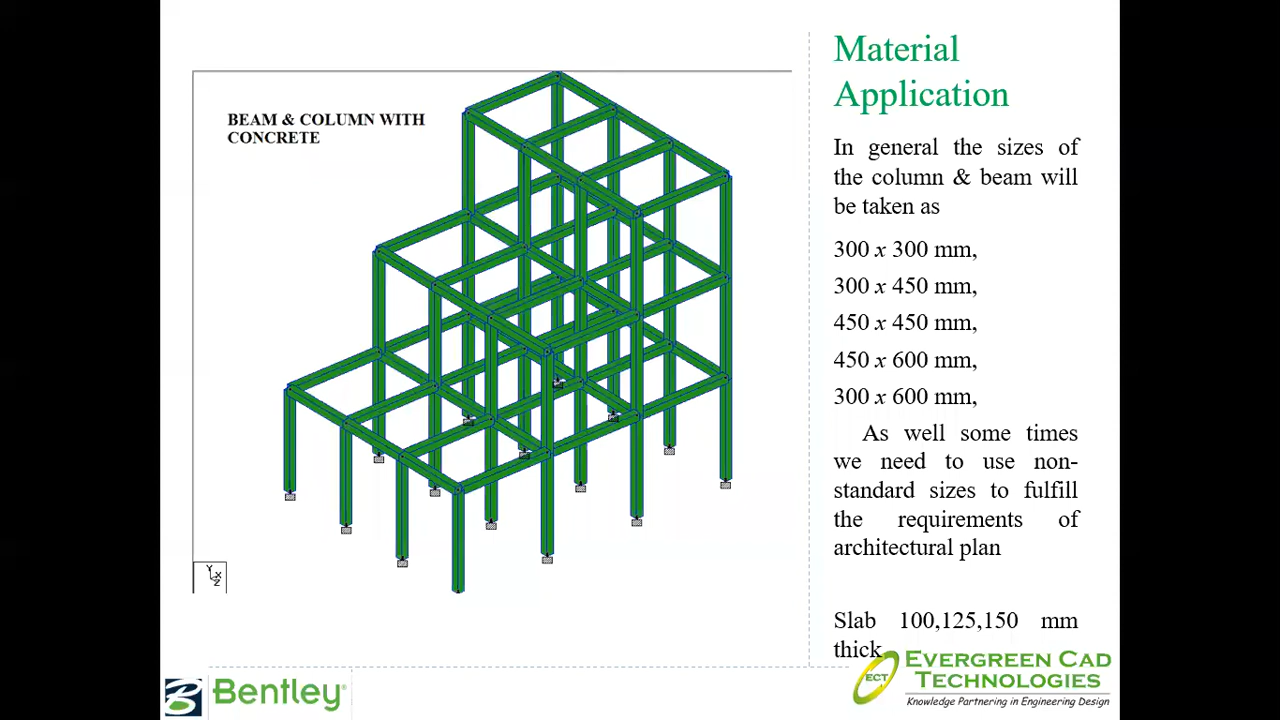 BEAM & COLUMN WITH
CONCRETE
Y
X
Z
Material
Application
In general the sizes of
the column & beam will
be taken as
300 x 300 mm,
300 x 450 mm,
450 x 450 mm,
450 x 600 mm,
300 x 600 mm,
As well some times
we need to use non-
standard sizes to fulfill
the requirements of
architectural plan
Slab 100,125,150 mm
thick
B Bentley®
ECT
EVERGREEN CAD
TECHNOLOGIES
Knowledge Partnering in Engineering Design